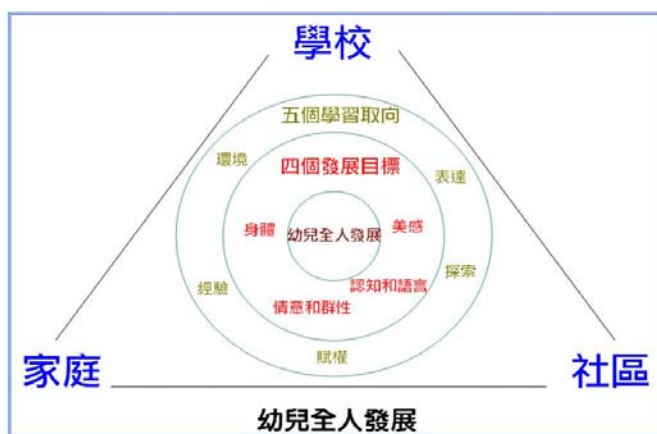 學校
五個學習取向
環境
四個發展目標
表達
身體
幼兒全人發展
美感
經驗
認知和語言
探索
情意和群性
賦權
家庭
社區
幼兒全人發展